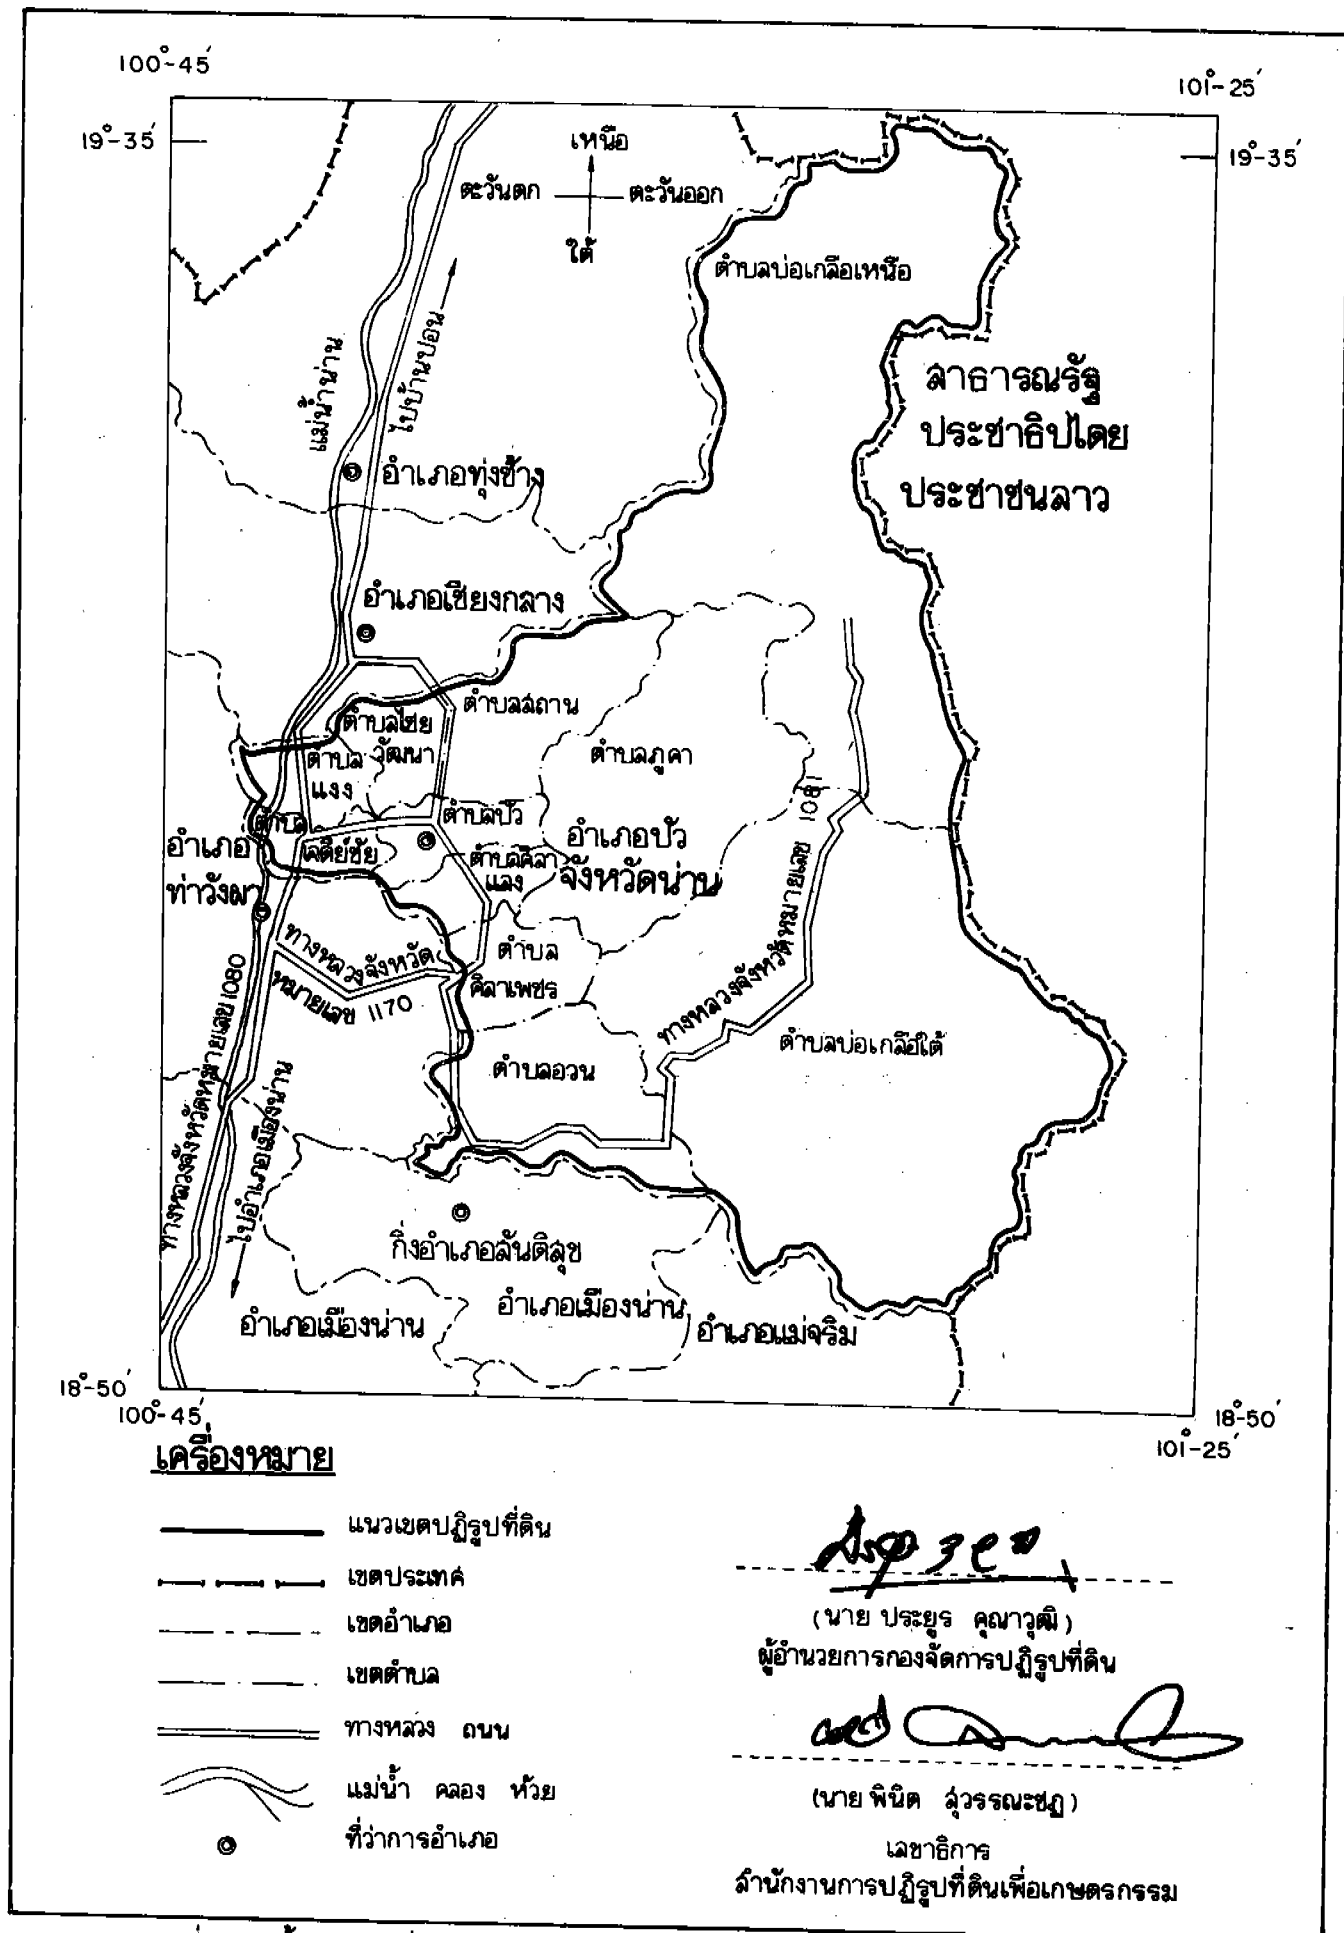 100°-45′
101°-25′
19°-35′
19°-35′
เหนือ
ตะวันตก
ตะวันออก
ใต้
ตำบลบ่อเกลือเหนือ
แม่น้ำน่าน
ไปบ้านปอน
สาธารณรัฐ
ประชาธิปไตย
ประชาชนลาว
อำเภอทุ่งช้าง
อำเภอเชียงกลาง
ตำบลสถาน
ตำบลไชย
วัฒนา
ตำบล
แงง
ตำบลภูคา
ตำบล
เจดีย์ชัย
ตำบลปัว
อำเภอปัว
จังหวัดน่าน
ตำบลศิลา
แลง
อำเภอ
ท่าวังผา
ทางหลวงจังหวัดหมายเลข 1081
ทางหลวงจังหวัด
หมายเลข 1170
ตำบล
ศิลาเพชร
ตำบลบ่อเกลือใต้
ตำบลอวน
ทางหลวงจังหวัดหมายเลข 1080
ไปอำเภอเมืองน่าน
กิ่งอำเภอสันติสุข
อำเภอเมืองน่าน
อำเภอเมืองน่าน
อำเภอแม่จริม
18°-50′
100°-45′
18°-50′
101°-25′
เครื่องหมาย
แนวเขตปฏิรูปที่ดิน
เขตประเทศ
เขตอำเภอ
เขตตำบล
ทางหลวง ถนน
แม่น้ำ คลอง ห้วย
ที่ว่าการอำเภอ
(นาย ประยูร คุณาวุฒิ)
ผู้อำนวยการกองจัดการปฏิรูปที่ดิน
(นาย พินิต สุวรรณะชฎ)
เลขาธิการ
สำนักงานการปฏิรูปที่ดินเพื่อเกษตรกรรม